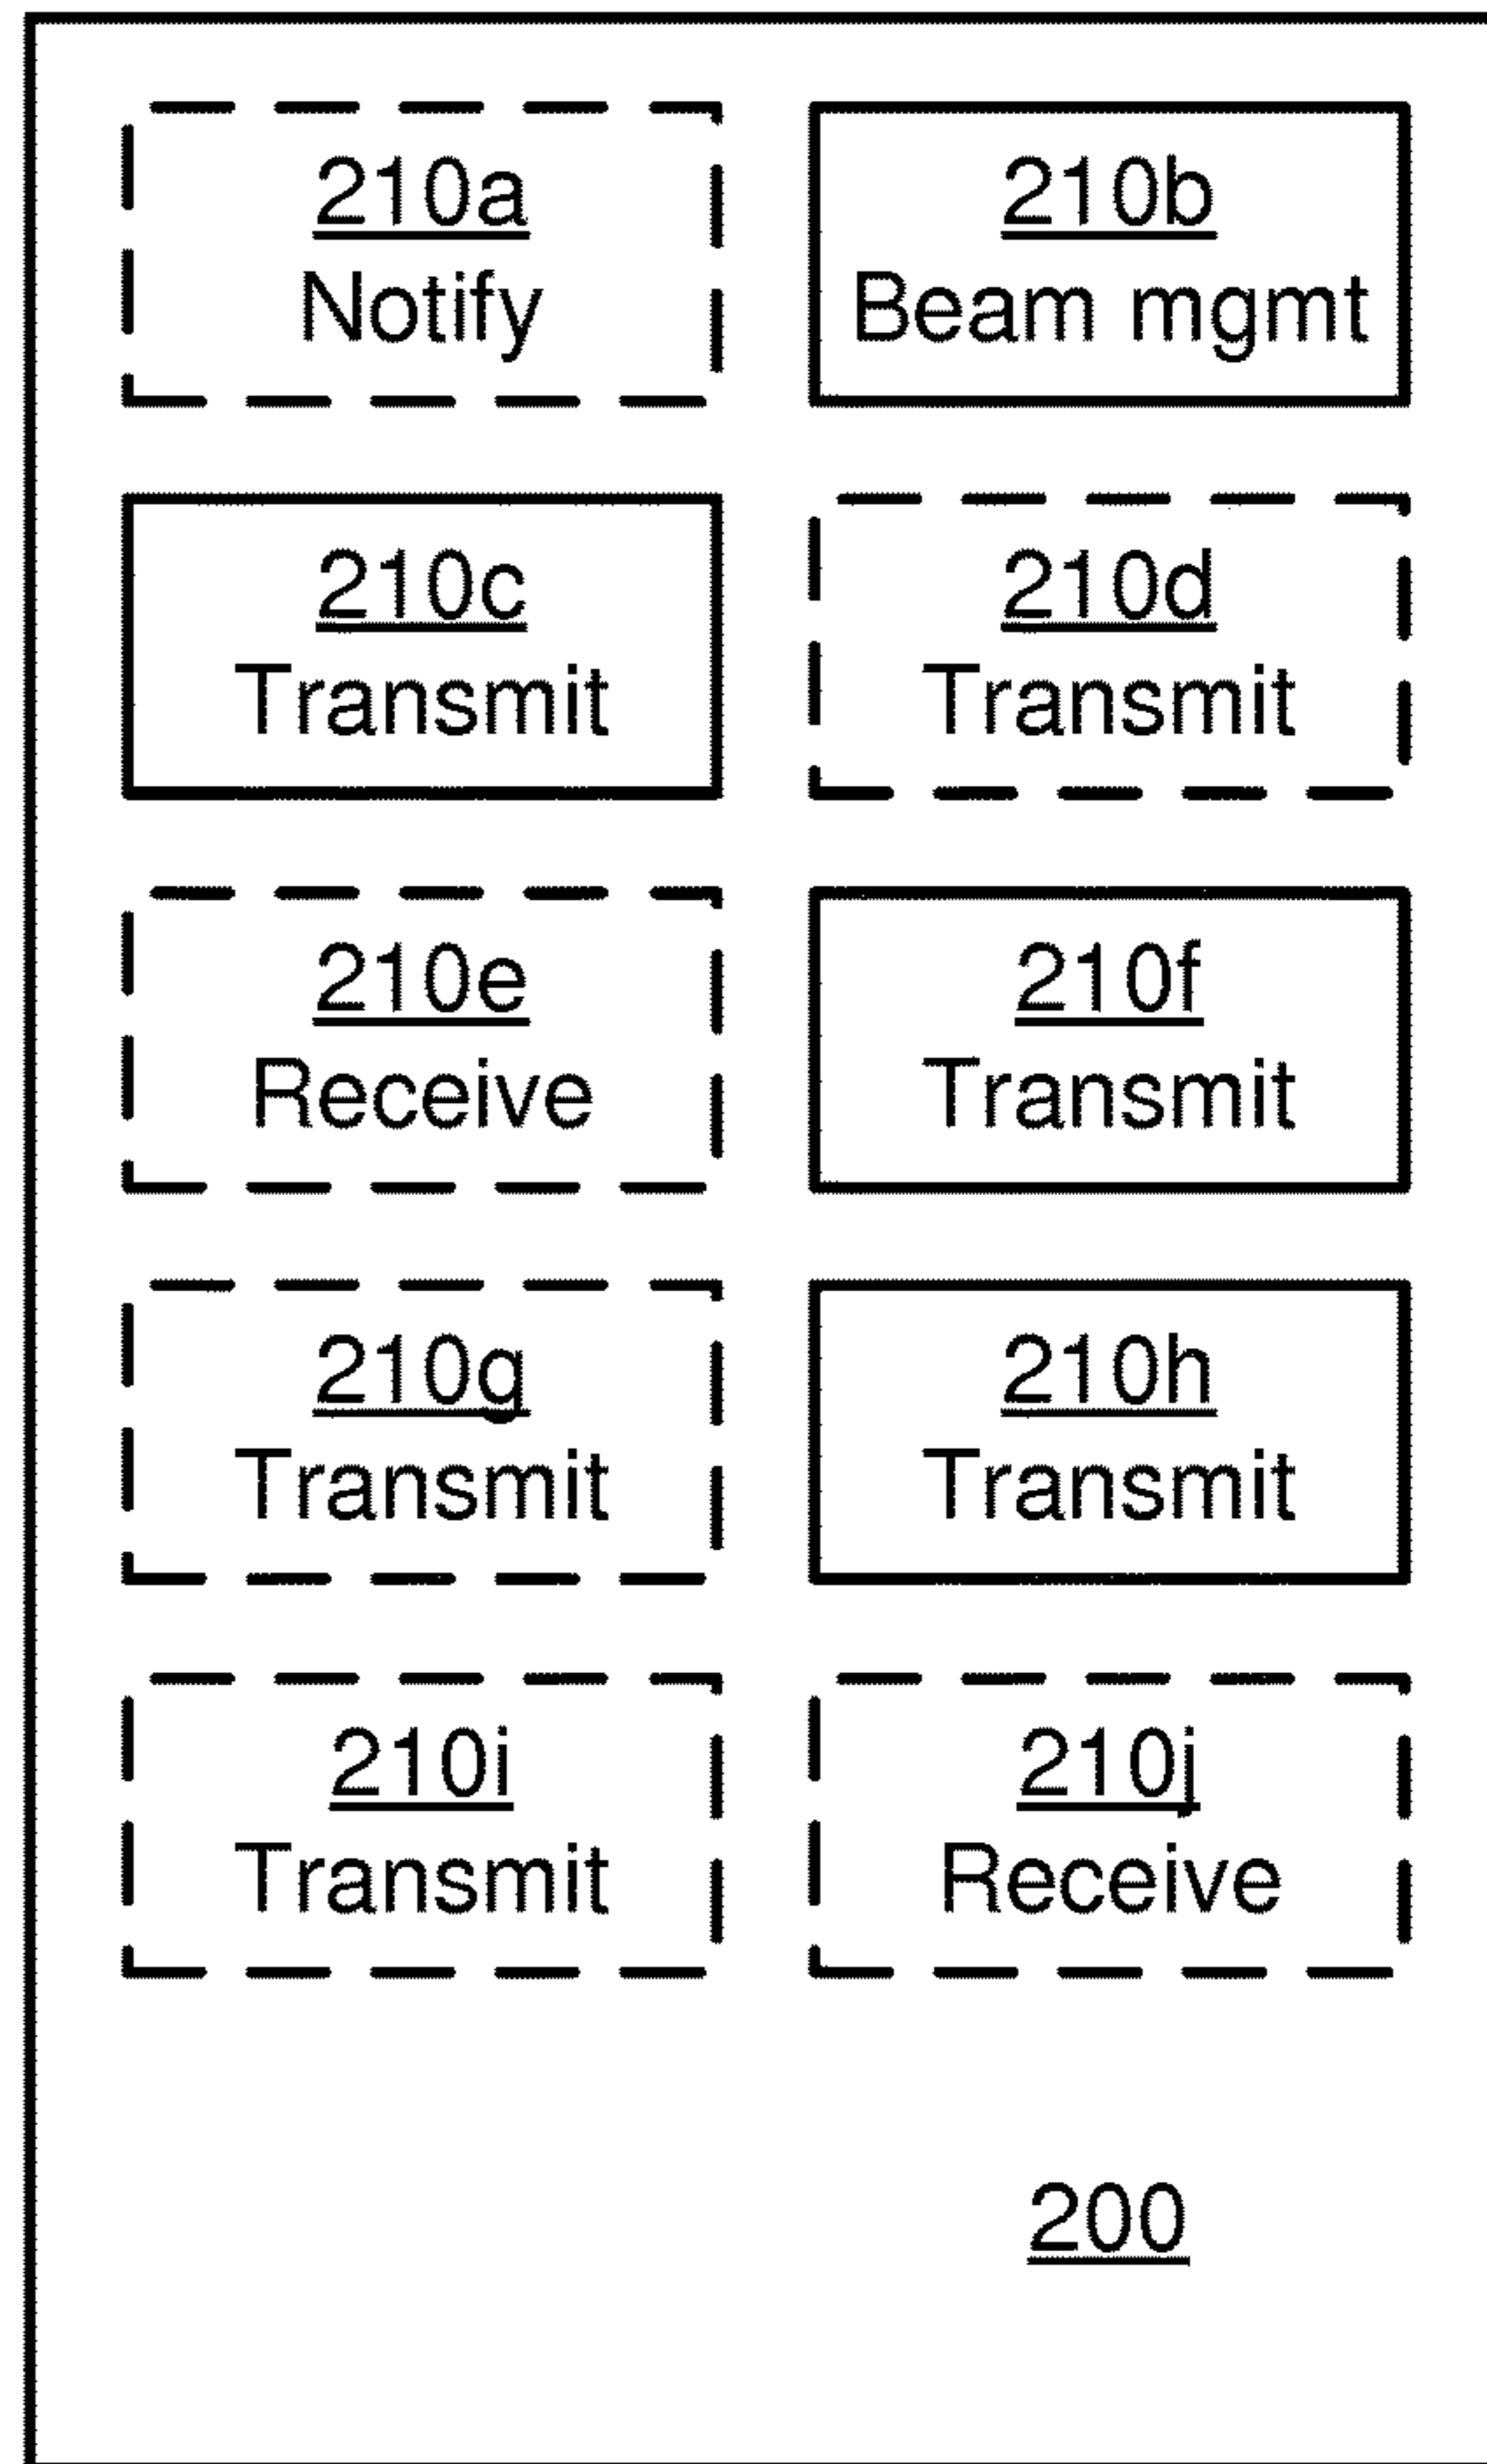 210a
Notify
210b
Beam mgmt
210c
Transmit
210d
Transmit
210e
Receive
210f
Transmit
210g
Transmit
210h
Transmit
210i
Transmit
210j
Receive
200